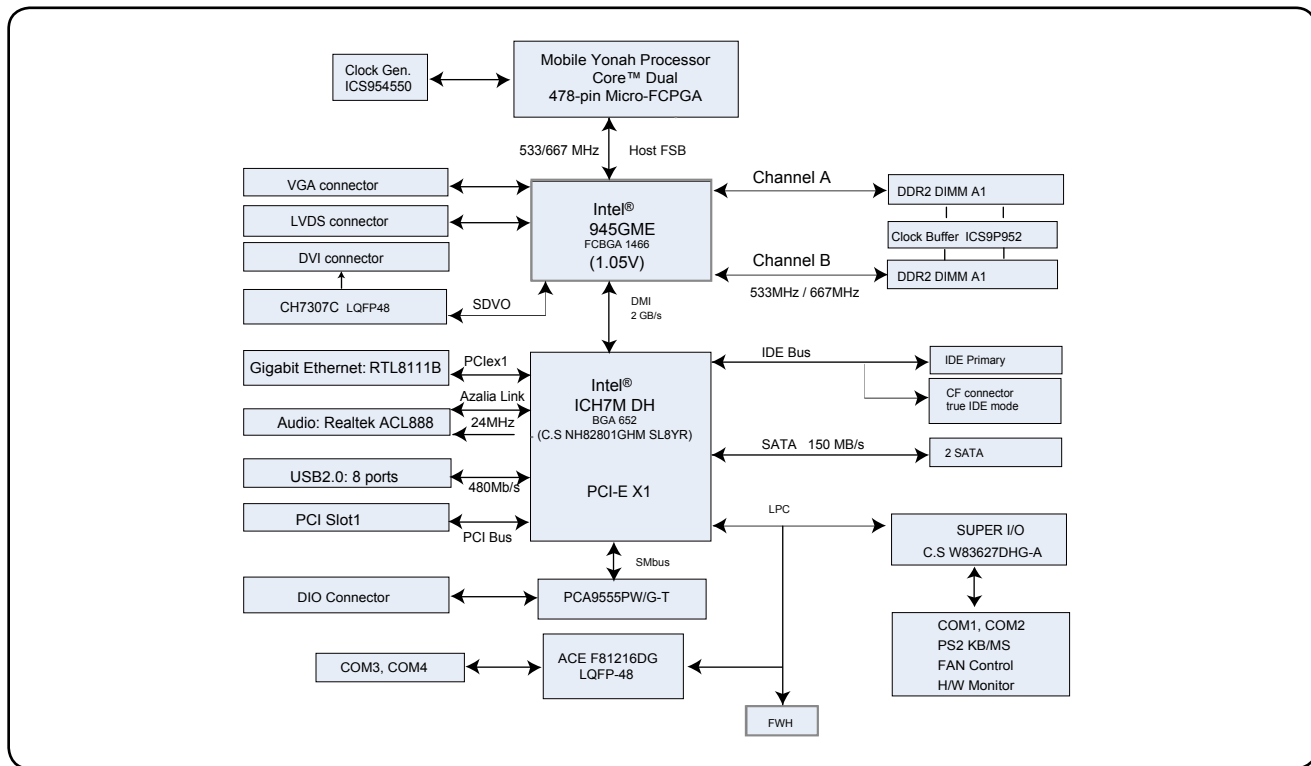 Clock Gen.
ICS954550
Mobile Yonah Processor
Core™ Dual
478-pin Micro-FCPGA
533/667 MHz
Host FSB
VGA connector
LVDS connector
DVI connector
CH7307C LQFP48
SDVO
Intel®
945GME
FCBGA 1466
(1.05V)
Channel A
DDR2 DIMM A1
Clock Buffer ICS9P952
Channel B
DDR2 DIMM A1
533MHz / 667MHz
DMI
2 GB/s
Gigabit Ethernet: RTL8111B
PCIex1
Azalia Link
Audio: Realtek ACL888
24MHz
USB2.0: 8 ports
480Mb/s
PCI Slot1
PCI Bus
Intel®
ICH7M DH
BGA 652
(C.S NH82801GHM SL8YR)
PCI-E X1
IDE Bus
IDE Primary
CF connector
true IDE mode
SATA 150 MB/s
2 SATA
LPC
SUPER I/O
C.S W83627DHG-A
SMbus
DIO Connector
PCA9555PW/G-T
COM1, COM2
PS2 KB/MS
FAN Control
H/W Monitor
COM3, COM4
ACE F81216DG
LQFP-48
FWH